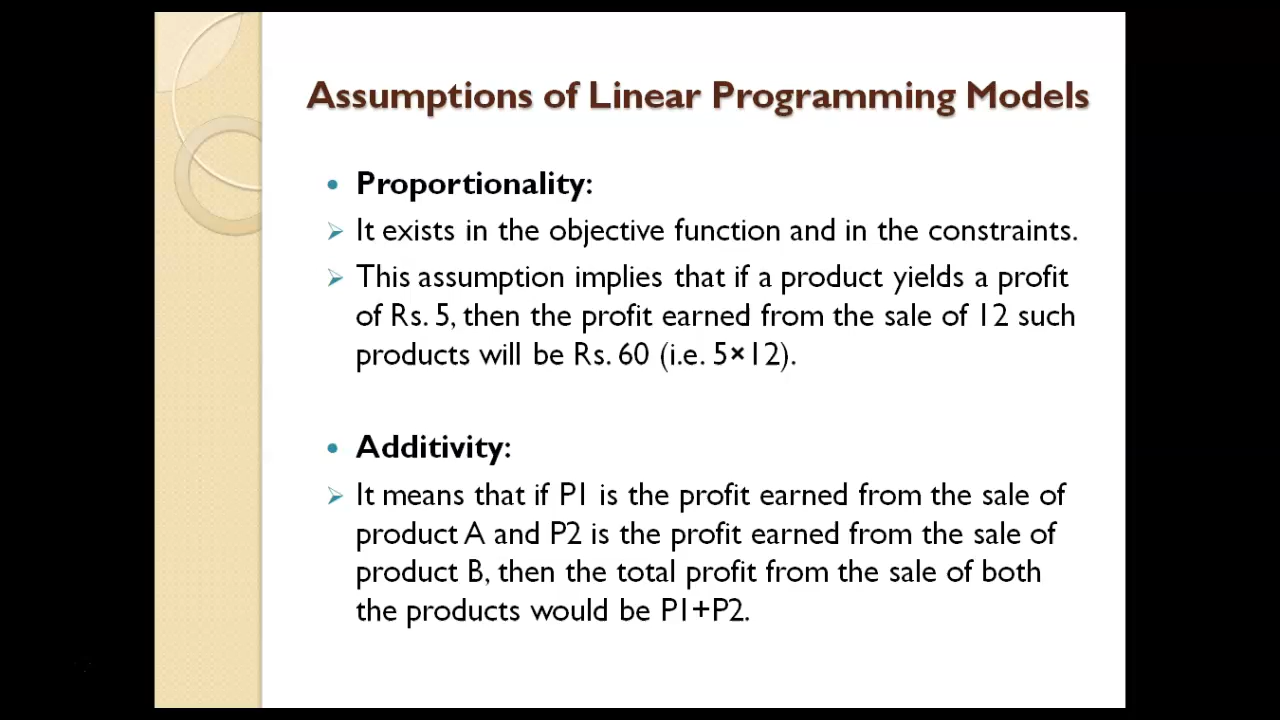 Assumptions of Linear Programming Models
• Proportionality:
➢ It exists in the objective function and in the constraints.
➢ This assumption implies that if a product yields a profit
of Rs. 5, then the profit earned from the sale of 12 such
products will be Rs. 60 (i.e. 5×12).
• Additivity:
➢ It means that if P1 is the profit earned from the sale of
product A and P2 is the profit earned from the sale of
product B, then the total profit from the sale of both
the products would be P1+P2.